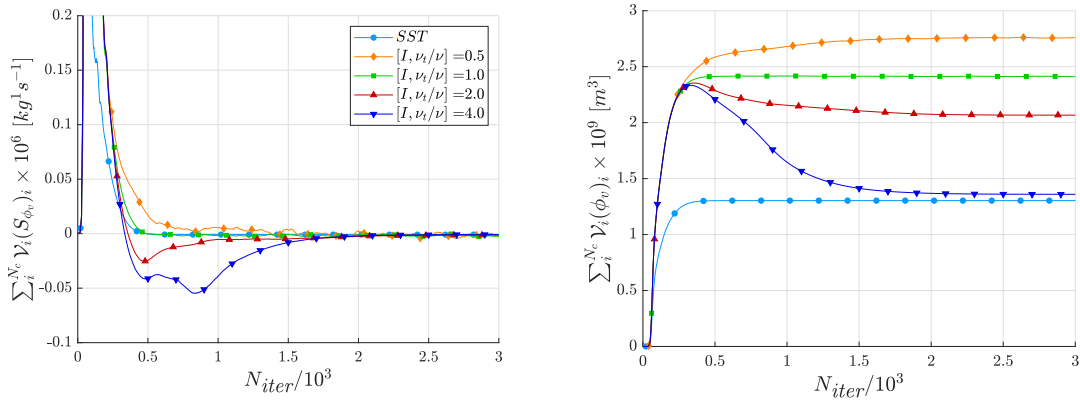 ∑_i^{N_c} 𝒱_i(S_{ϕ_v})_i × 10^6 [kg^1s^{-1}]
0.2
0.15
0.1
0.05
0
-0.05
-0.1
SST
[I, ν_t/ν] =0.5
[I, ν_t/ν] =1.0
[I, ν_t/ν] =2.0
[I, ν_t/ν] =4.0
0 0.5 1 1.5 2 2.5 3
N_{iter}/10^3
∑_i^{N_c} 𝒱_i(ϕ_v)_i × 10^9 [m^3]
3
2.5
2
1.5
1
0.5
0
0 0.5 1 1.5 2 2.5 3
N_{iter}/10^3